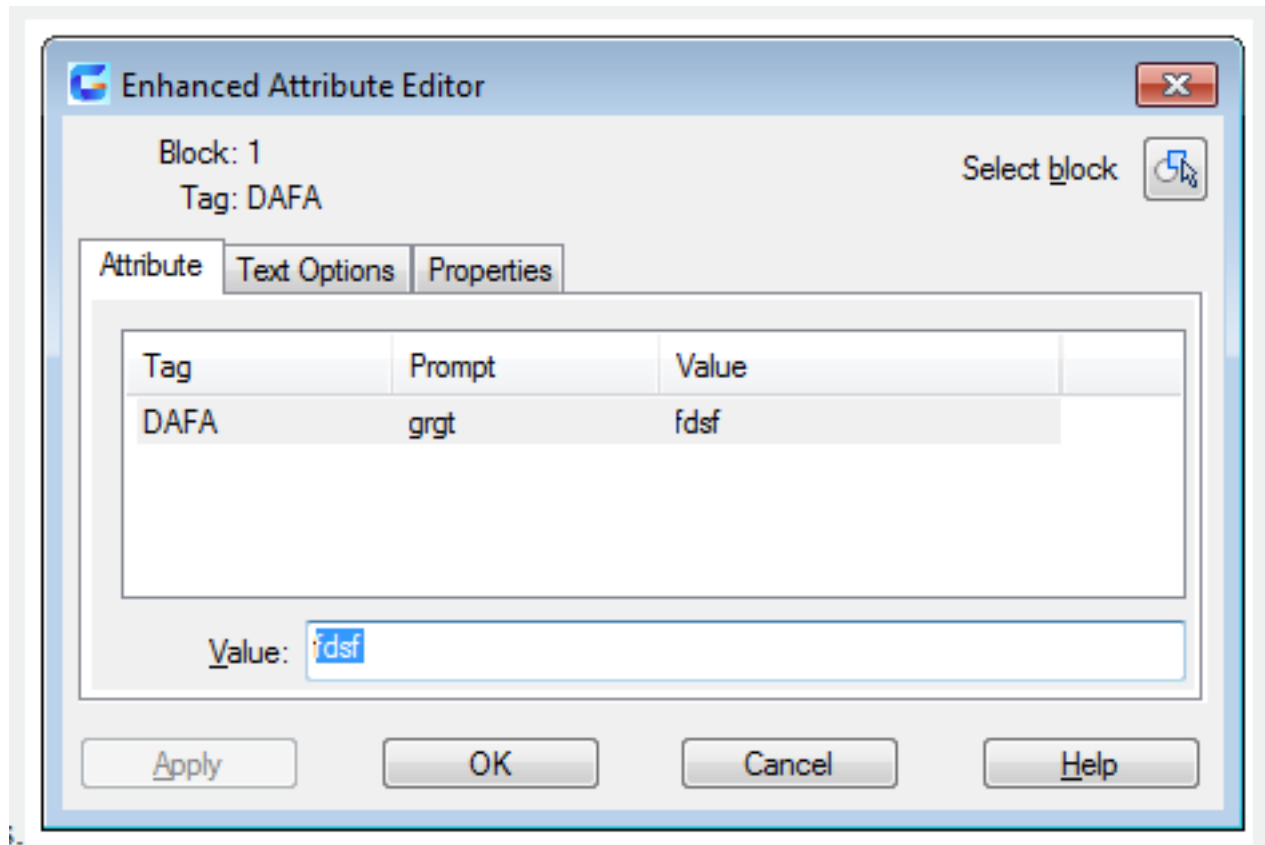 Enhanced Attribute Editor
Block: 1
Select block
Tag: DAFA
Attribute Text Options Properties
Tag Prompt Value
DAFA grgt fdsf
Value: fdsf
Apply OK Cancel Help